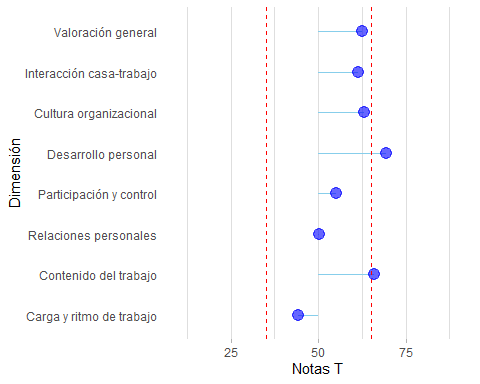 Valoración general
Interacción casa-trabajo
Cultura organizacional
Desarrollo personal
Participación y control
Relaciones personales
Contenido del trabajo
Carga y ritmo de trabajo
Dimensión
25 50 75
Notas T